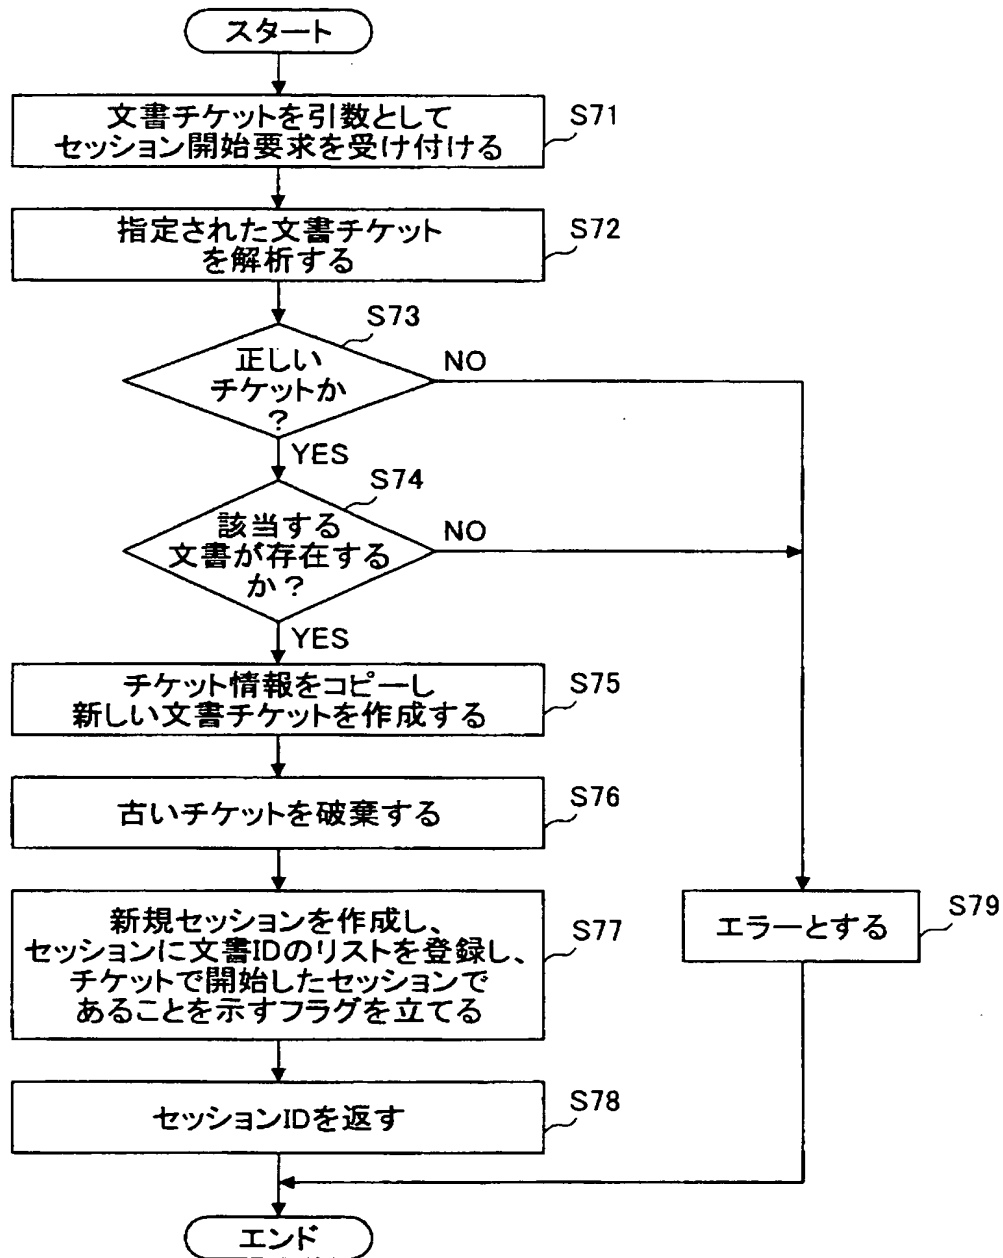 スタート
文書チケットを引数として
セッション開始要求を受け付ける
S71
指定された文書チケット
を解析する
S72
S73
正しい
チケットか
?
NO
YES
S74
該当する
文書が存在する
か?
NO
YES
チケット情報をコピーし
新しい文書チケットを作成する
S75
古いチケットを破棄する
S76
新規セッションを作成し、
セッションに文書IDのリストを登録し、
チケットで開始したセッションで
あることを示すフラグを立てる
S77
エラーとする
S79
セッションIDを返す
S78
エンド